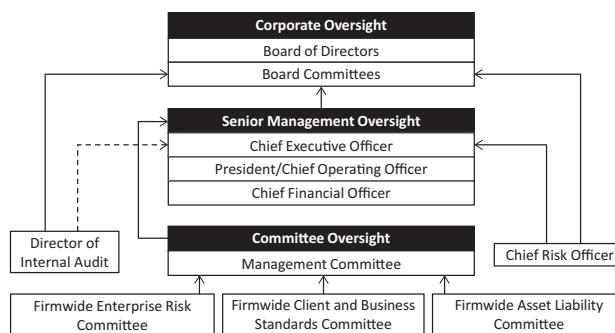 Corporate Oversight
Board of Directors
Board Committees
Senior Management Oversight
Chief Executive Officer
President/Chief Operating Officer
Chief Financial Officer
Director of
Internal Audit
Committee Oversight
Management Committee
Chief Risk Officer
Firmwide Enterprise Risk
Committee
Firmwide Client and Business
Standards Committee
Firmwide Asset Liability
Committee